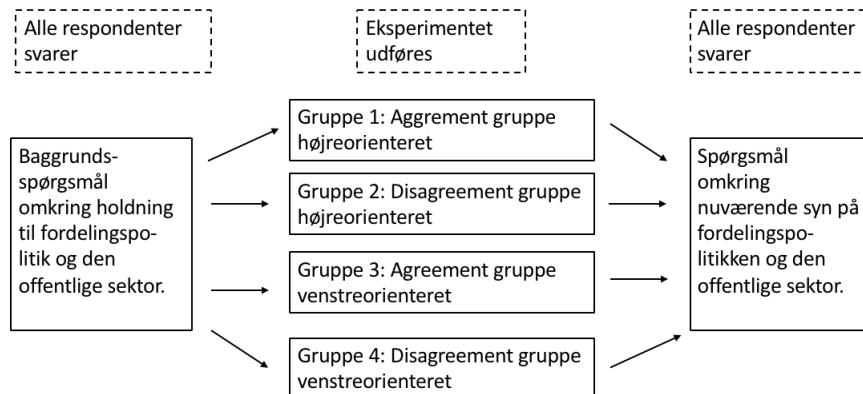 Alle respondenter
svarer
Eksperimentet
udføres
Alle respondenter
svarer
Baggrunds-
spørgsmål
omkring holdning
til fordelingspo-
litik og den
offentlige sektor.
Gruppe 1: Aggrement gruppe
højreorienteret
Gruppe 2: Disagreement gruppe
højreorienteret
Gruppe 3: Agreement gruppe
venstreorienteret
Gruppe 4: Disagreement gruppe
venstreorienteret
Spørgsmål
omkring
nuværende syn på
fordelingspo-
litikken og den
offentlige sektor.